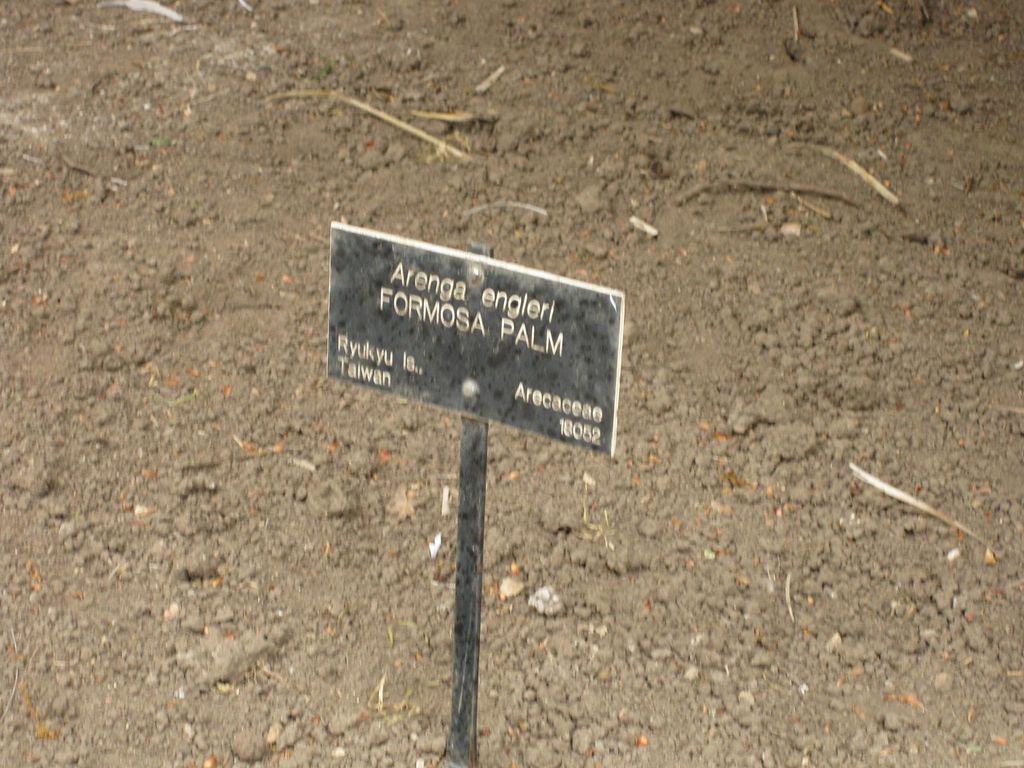 Arenga engleri
FORMOSA PALM
Ryukyu Is.,
Taiwan
Arecaceae
18052